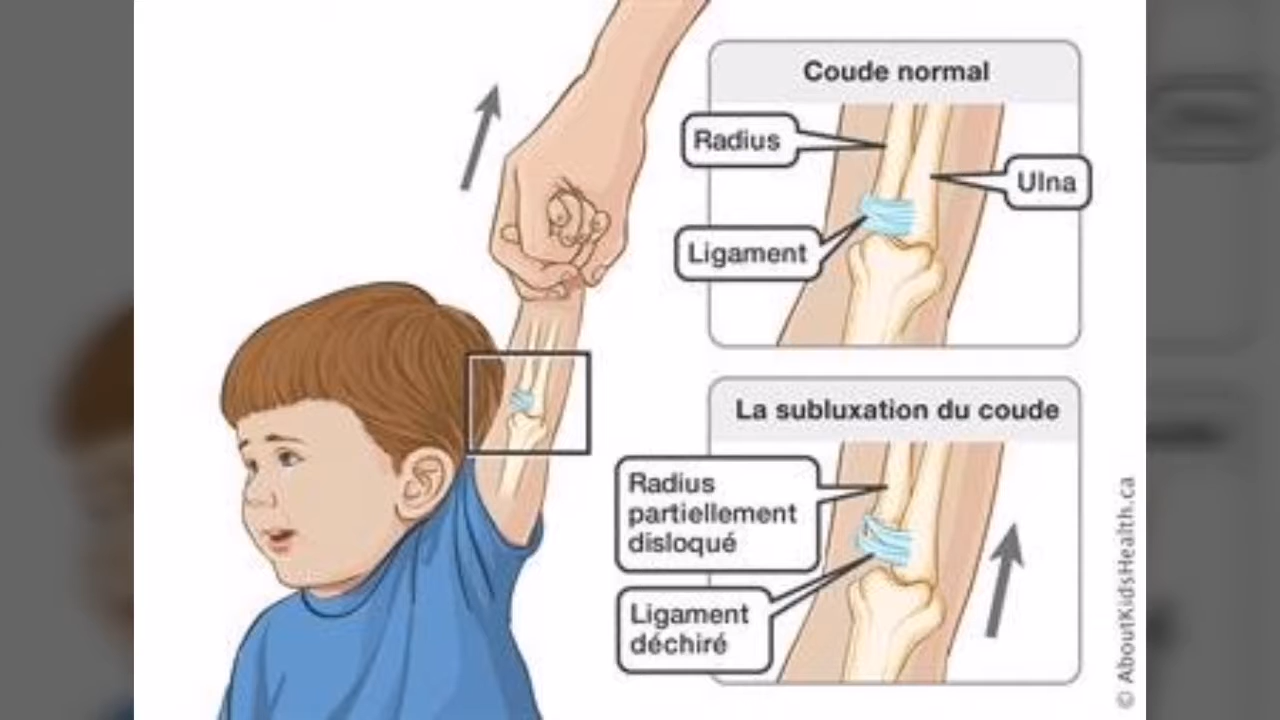 Coude normal
Radius
Ulna
Ligament
La subluxation du coude
Radius
partiellement
disloqué
Ligament
déchiré
© AboutKidsHealth.ca